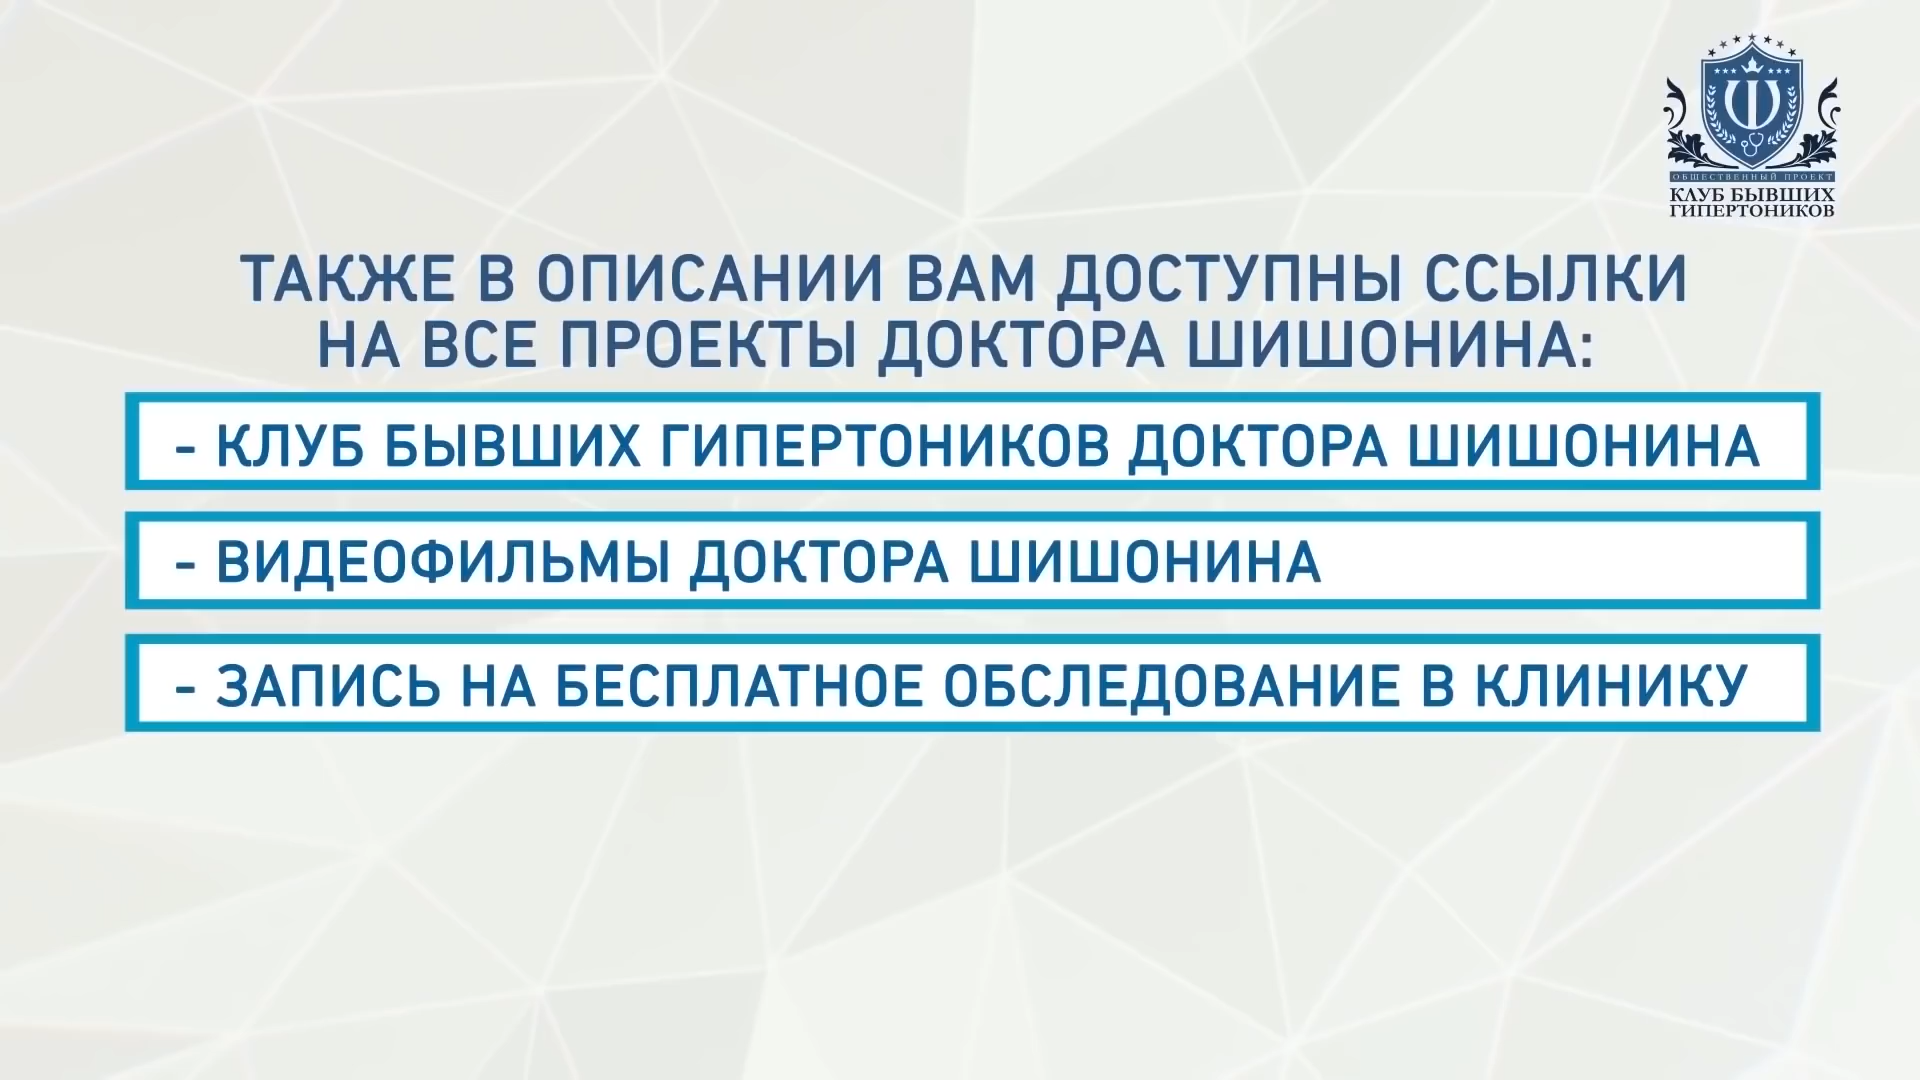 ОБЩЕСТВЕННЫЙ ПРОЕКТ
КЛУБ БЫВШИХ
ГИПЕРТОНИКОВ
ТАКЖЕ В ОПИСАНИИ ВАМ ДОСТУПНЫ ССЫЛКИ
НА ВСЕ ПРОЕКТЫ ДОКТОРА ШИШОНИНА:
- КЛУБ БЫВШИХ ГИПЕРТОНИКОВ ДОКТОРА ШИШОНИНА
- ВИДЕОФИЛЬМЫ ДОКТОРА ШИШОНИНА
- ЗАПИСЬ НА БЕСПЛАТНОЕ ОБСЛЕДОВАНИЕ В КЛИНИКУ